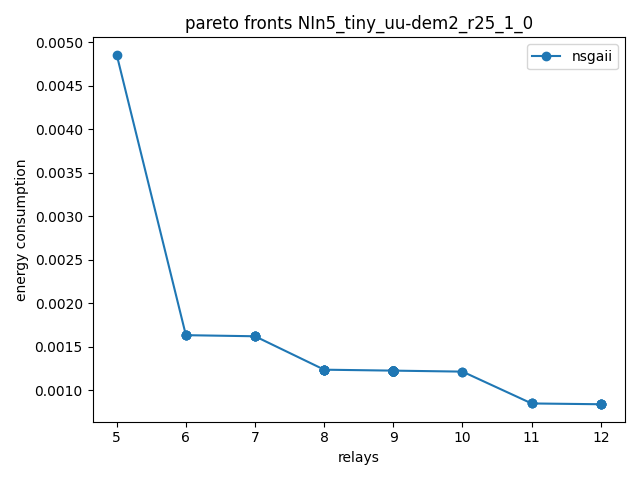 pareto fronts NIn5_tiny_uu-dem2_r25_1_0
nsgaii
0.0050
0.0045
0.0040
0.0035
0.0030
0.0025
0.0020
0.0015
0.0010
energy consumption
5 6 7 8 9 10 11 12
relays